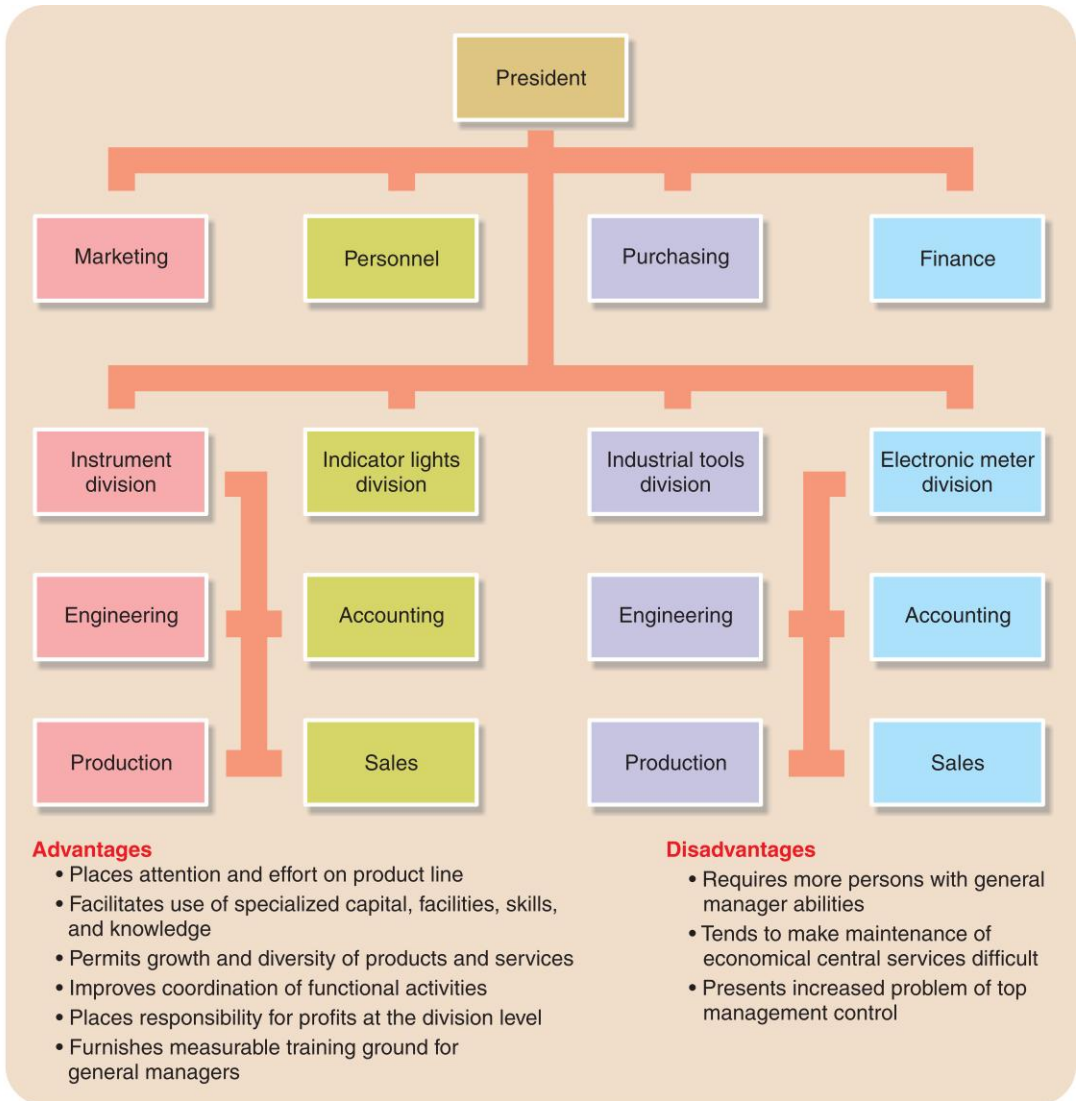 President
Marketing
Personnel
Purchasing
Finance
Instrument
division
Indicator lights
division
Industrial tools
division
Electronic meter
division
Engineering
Accounting
Engineering
Accounting
Production
Sales
Production
Sales
Advantages
• Places attention and effort on product line
• Facilitates use of specialized capital, facilities, skills,
and knowledge
• Permits growth and diversity of products and services
• Improves coordination of functional activities
• Places responsibility for profits at the division level
• Furnishes measurable training ground for
general managers
Disadvantages
• Requires more persons with general
manager abilities
• Tends to make maintenance of
economical central services difficult
• Presents increased problem of top
management control